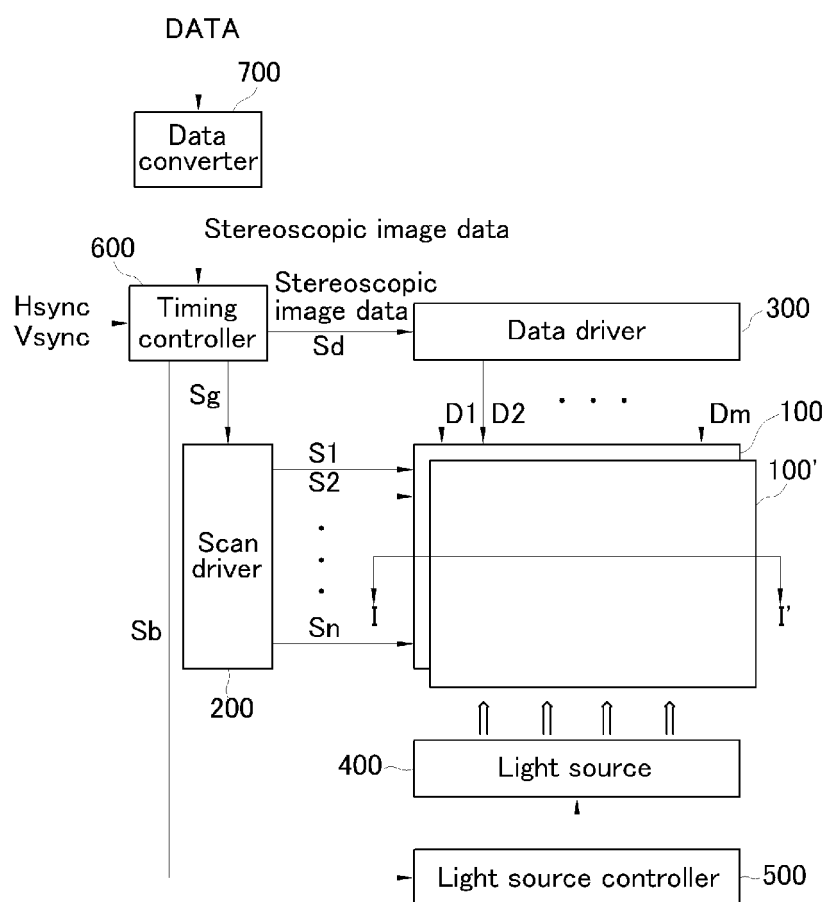 DATA
700
Data
converter
Stereoscopic image data
600
Hsync
Vsync
Timing
controller
Stereoscopic
image data
Sd
Data driver
300
Sg
D1
D2
. . .
Dm
100
100'
S1
S2
.
.
.
Sn
Scan
driver
200
Sb
I
I'
400
Light source
Light source controller
500